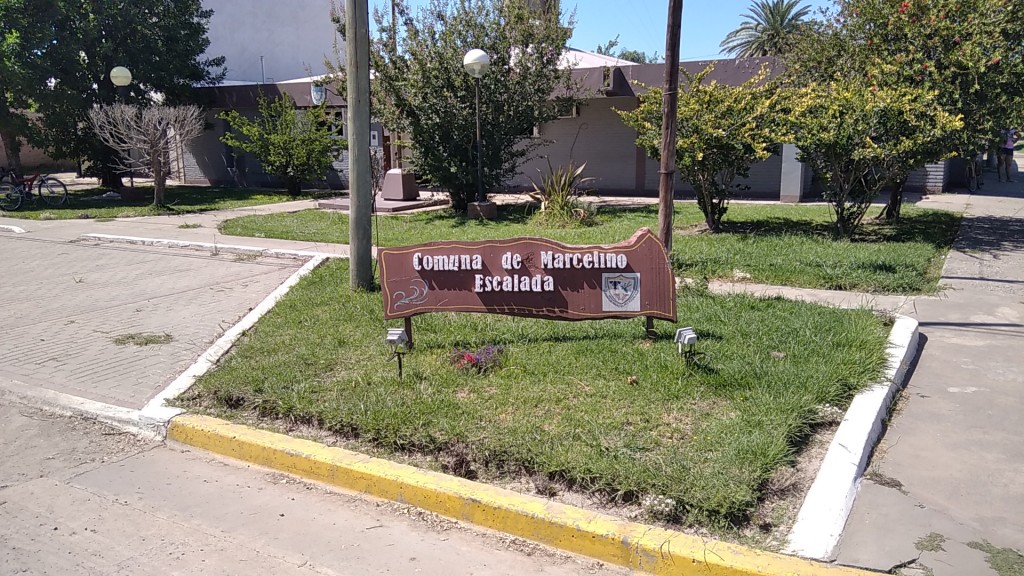 Comuna de Marcelino
Escalada